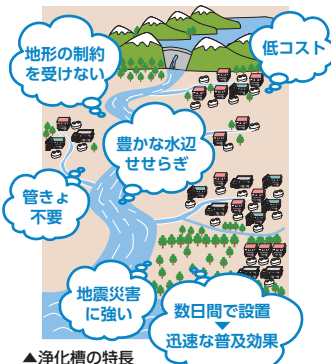 地形の制約
を受けない
低コスト
豊かな水辺
せせらぎ
管きょ
不要
地震災害
に強い
数日間で設置
▼
迅速な普及効果
▲浄化槽の特長